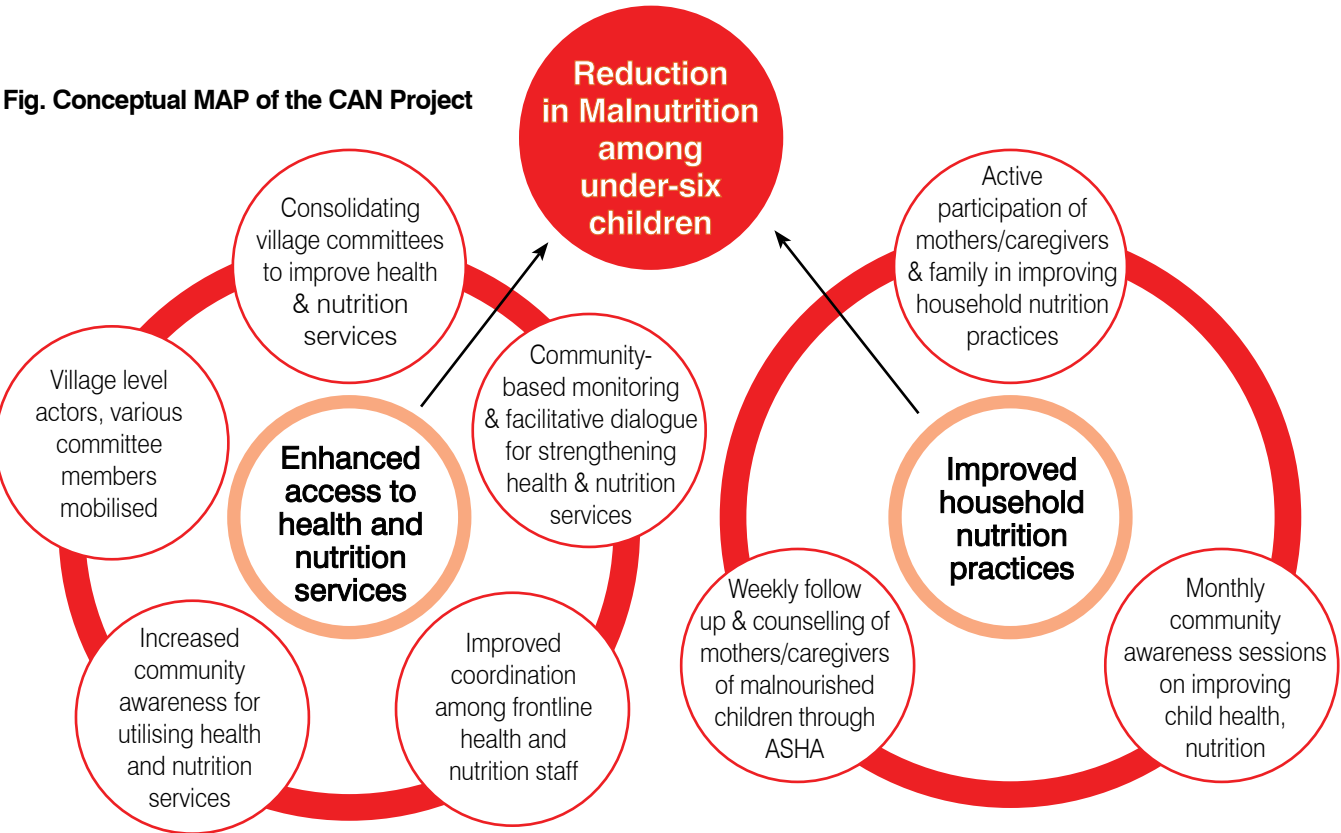 Fig. Conceptual MAP of the CAN Project
Reduction
in Malnutrition
among
under-six
children
Consolidating
village committees
to improve health
& nutrition
services
Community-
based monitoring
& facilitative dialogue
for strengthening
health & nutrition
services
Improved
coordination
among frontline
health and
nutrition staff
Increased
community
awareness for
utilising health
and nutrition
services
Village level
actors, various
committee
members
mobilised
Enhanced
access to
health and
nutrition
services
Active
participation of
mothers/caregivers
& family in improving
household nutrition
practices
Monthly
community
awareness sessions
on improving
child health,
nutrition
Weekly follow
up & counselling of
mothers/caregivers
of malnourished
children through
ASHA
Improved
household
nutrition
practices